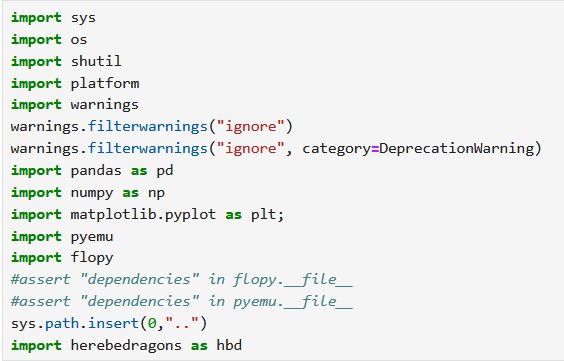 import sys
import os
import shutil
import platform
import warnings
warnings.filterwarnings("ignore")
warnings.filterwarnings("ignore", category=DeprecationWarning)
import pandas as pd
import numpy as np
import matplotlib.pyplot as plt;
import pyemu
import flopy
#assert "dependencies" in flopy.__file__
#assert "dependencies" in pyemu.__file__
sys.path.insert(0,"..")
import herebedragons as hbd